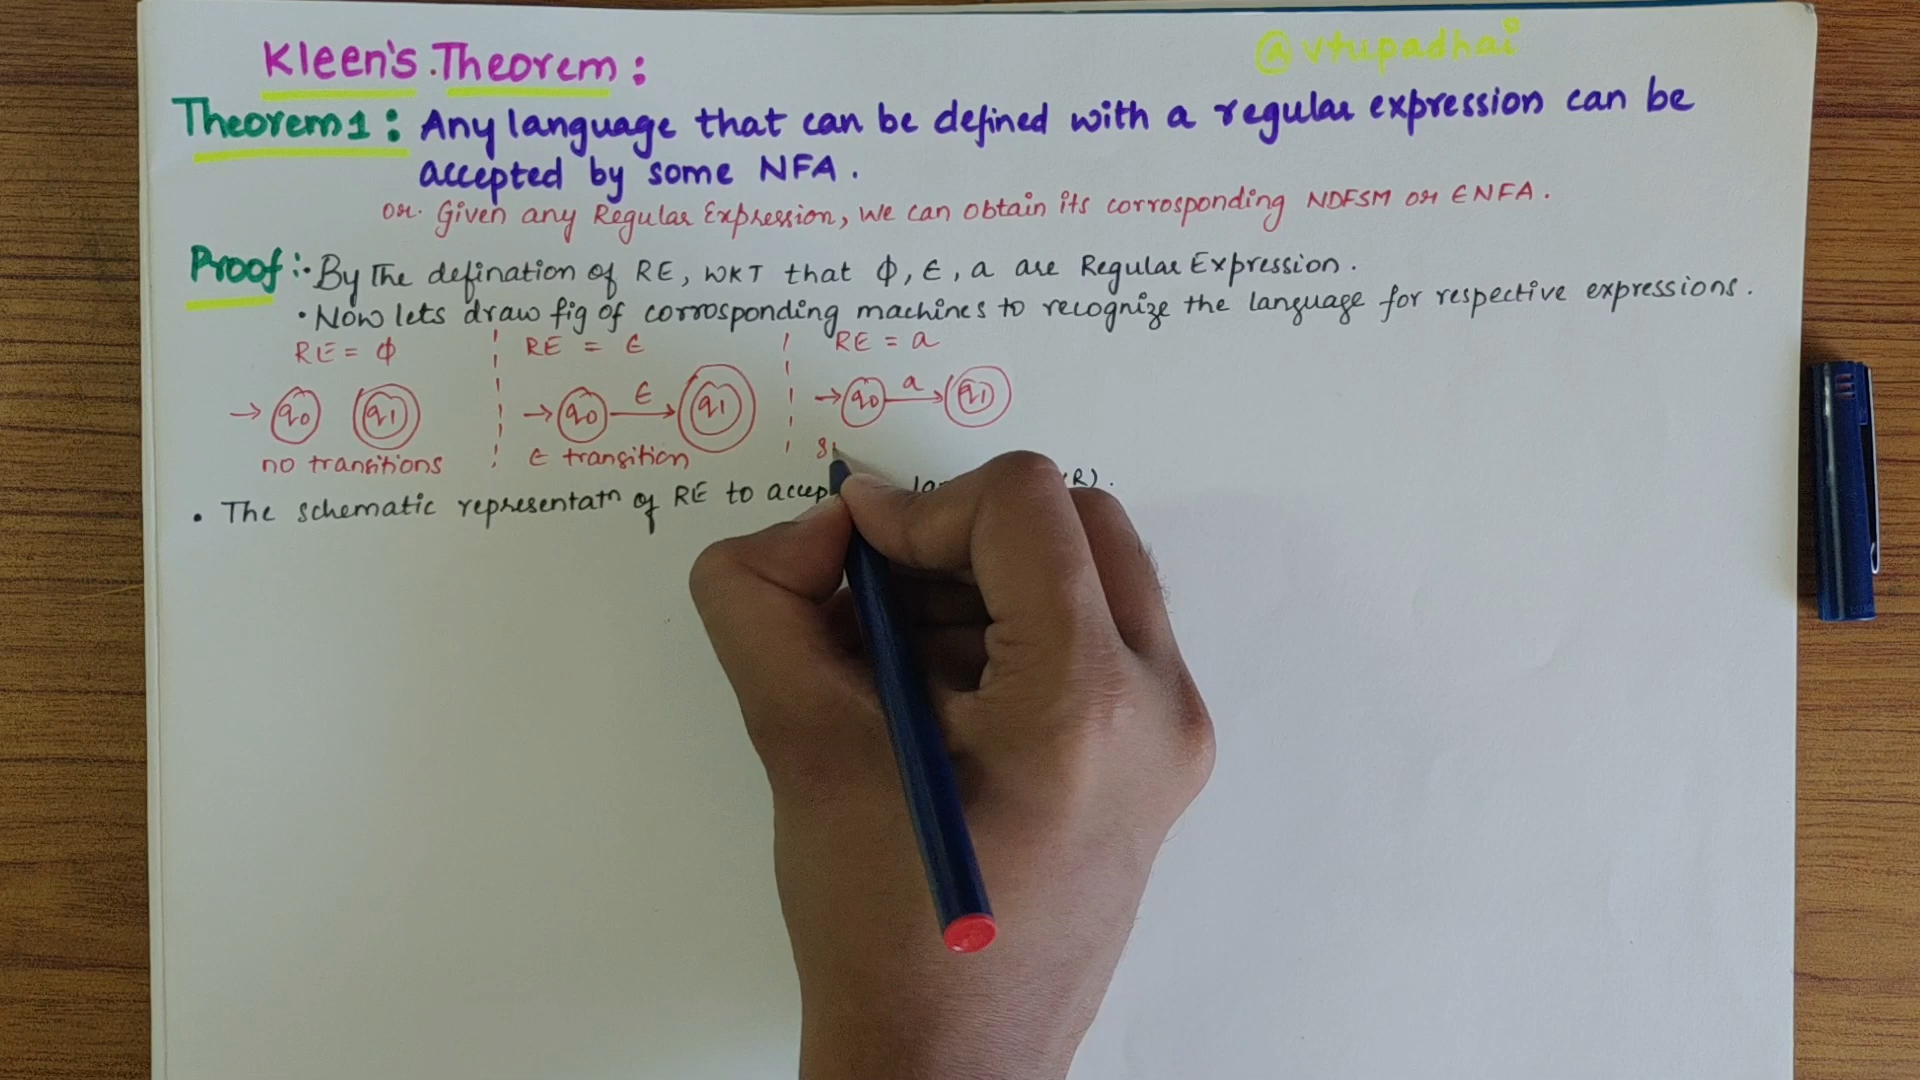 Kleen's Theorem :
@vtupadhai
Theorem 1 : Any language that can be defined with a regular expression can be
accepted by some NFA.
or. Given any Regular Expression, we can obtain its corrosponding NDFSM or ENFA.
Proof :· By The defination of RE, WKT that ϕ, ϵ, a are Regular Expression.
· Now lets draw fig of corrosponding machines to recognize the language for respective expressions.
RE = ϕ RE = ϵ RE = a
→ q0 q1 → q0 ϵ q1 → q0 a q1
no transitions ϵ transition
• The schematic representatn of RE to accep (R).